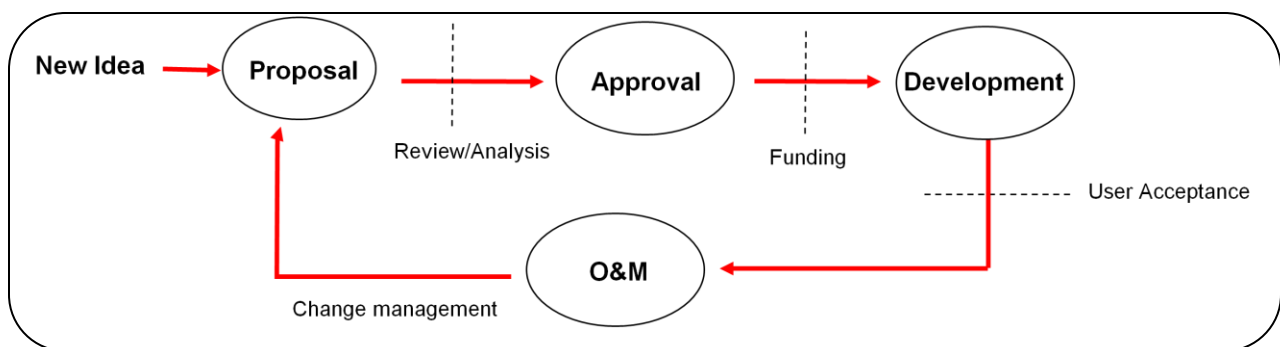 New Idea
Proposal
Approval
Development
Review/Analysis
Funding
User Acceptance
O&M
Change management